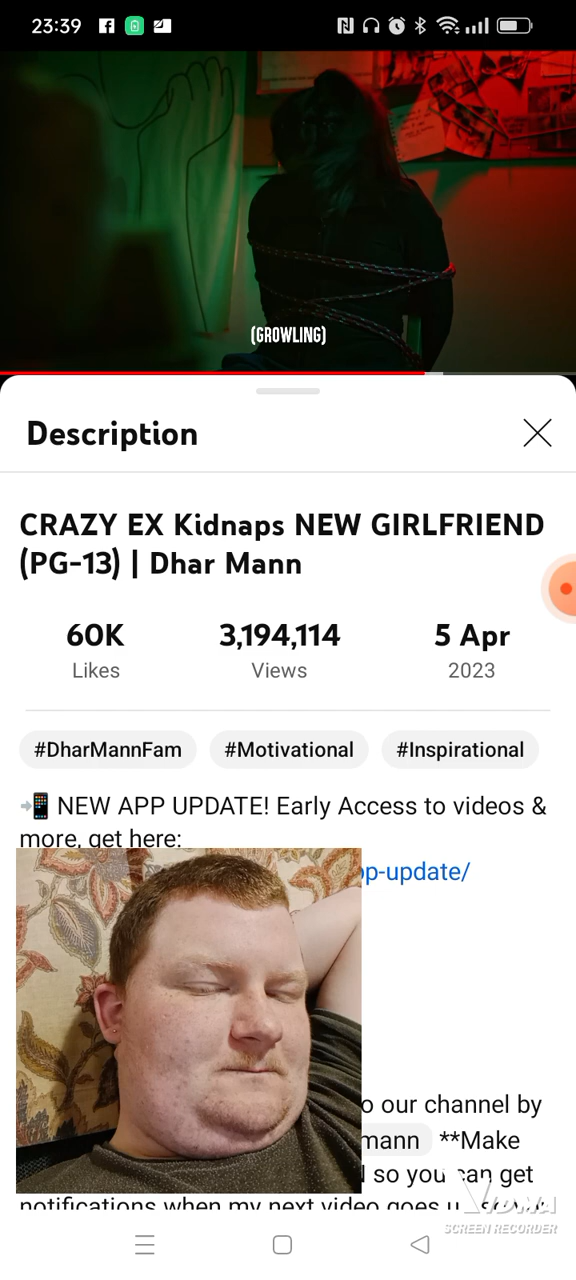 23:39
(GROWLING)
Description
CRAZY EX Kidnaps NEW GIRLFRIEND
(PG-13) | Dhar Mann
60K 3,194,114 5 Apr
Likes Views 2023
#DharMannFam #Motivational #Inspirational
📲 NEW APP UPDATE! Early Access to videos &
more, get here:
op-update/
o our channel by
mann **Make
so you can get
notifications when my next video goes
VIDMA
SCREEN RECORDER